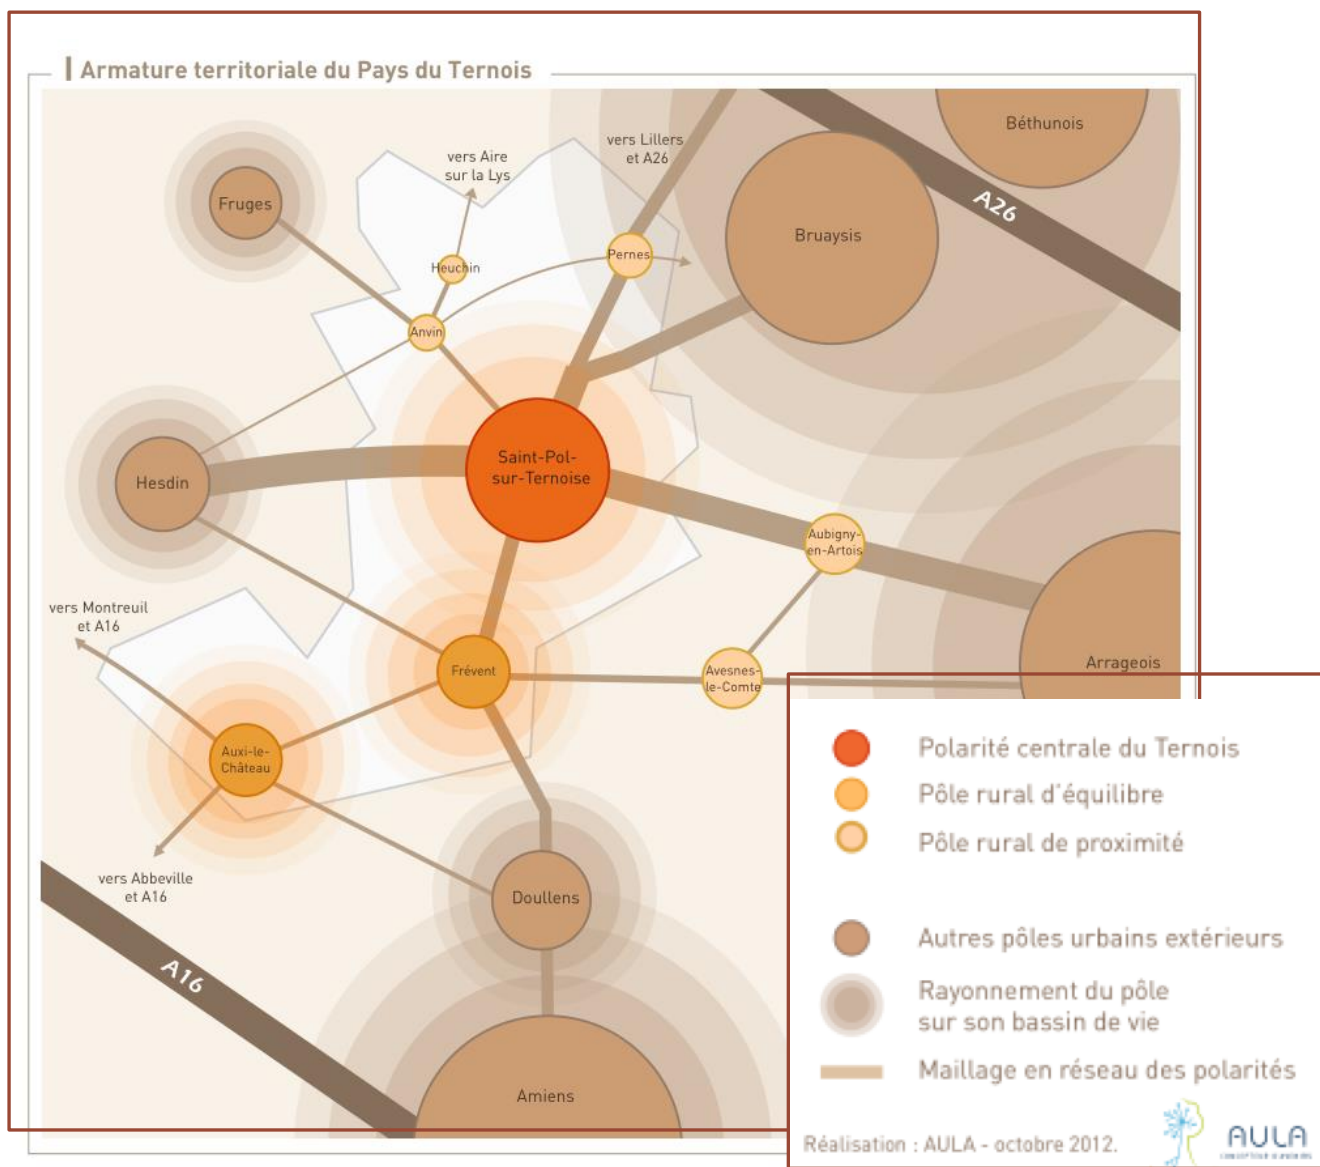 Armature territoriale du Pays du Ternois
Béthunois
vers Lillers
et A26
vers Aire
sur la Lys
A26
Fruges
Bruaysis
Pernes
Heuchin
Anvin
Saint-Pol-
sur-Ternoise
Hesdin
Aubigny-
en-Artois
vers Montreuil
et A16
Arrageois
Frévent
Avesnes-
le-Comte
Auxi-le-
Château
vers Abbeville
et A16
Doullens
A16
Amiens
Polarité centrale du Ternois
Pôle rural d'équilibre
Pôle rural de proximité
Autres pôles urbains extérieurs
Rayonnement du pôle
sur son bassin de vie
Maillage en réseau des polarités
Réalisation : AULA - octobre 2012.
AULA